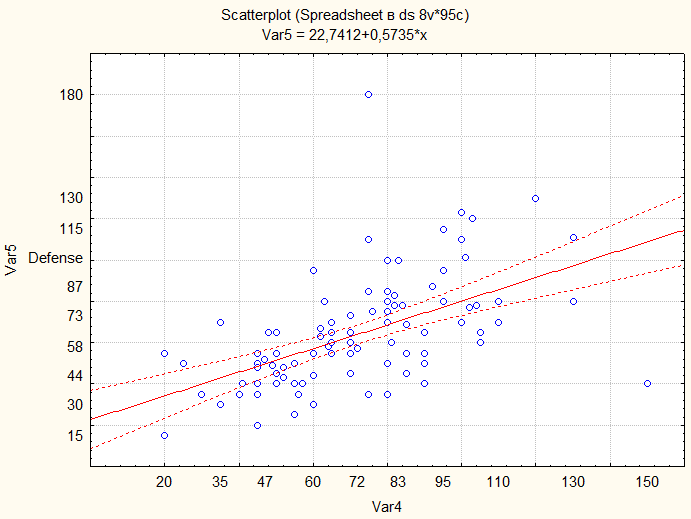 Scatterplot (Spreadsheet в ds 8v*95c)
Var5 = 22,7412+0,5735*x
180
130
115
Defense
87
73
58
44
30
15
Var5
20 35 47 60 72 83 110 130 150
Var4